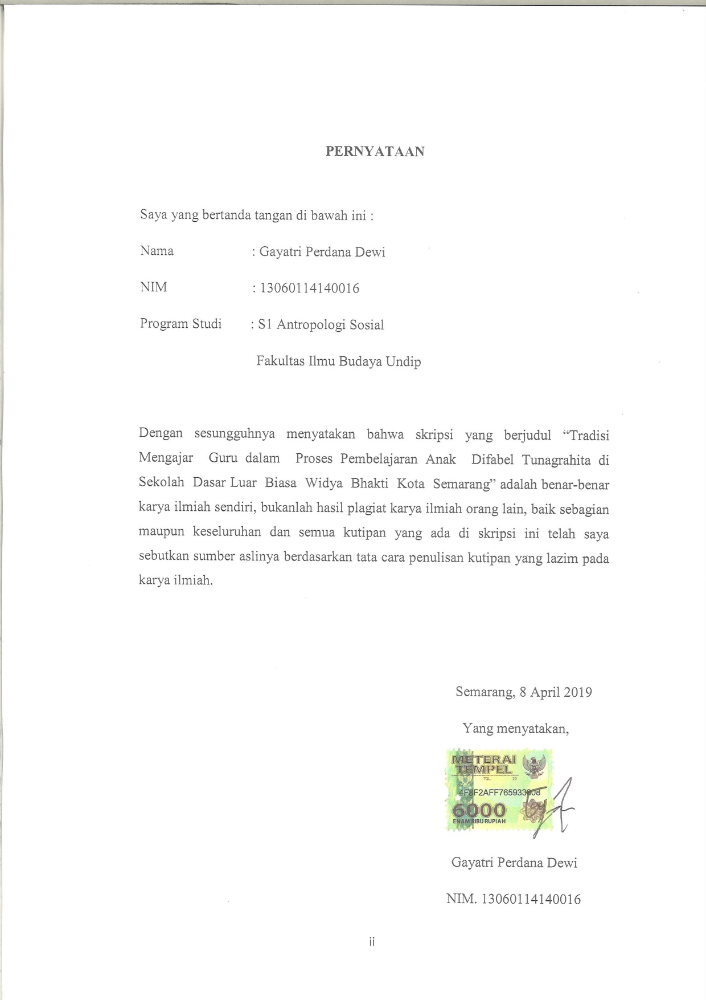 PERNYATAAN
Saya yang bertanda tangan di bawah ini :
Nama : Gayatri Perdana Dewi
NIM : 13060114140016
Program Studi : S1 Antropologi Sosial
Fakultas Ilmu Budaya Undip
Dengan sesungguhnya menyatakan bahwa skripsi yang berjudul “Tradisi
Mengajar Guru dalam Proses Pembelajaran Anak Difabel Tunagrahita di
Sekolah Dasar Luar Biasa Widya Bhakti Kota Semarang” adalah benar-benar
karya ilmiah sendiri, bukanlah hasil plagiat karya ilmiah orang lain, baik sebagian
maupun keseluruhan dan semua kutipan yang ada di skripsi ini telah saya
sebutkan sumber aslinya berdasarkan tata cara penulisan kutipan yang lazim pada
karya ilmiah.
Semarang, 8 April 2019
Yang menyatakan,
METERAI
TEMPEL
TGL 20
6000
ENAM RIBU RUPIAH
Gayatri Perdana Dewi
NIM. 13060114140016
ii